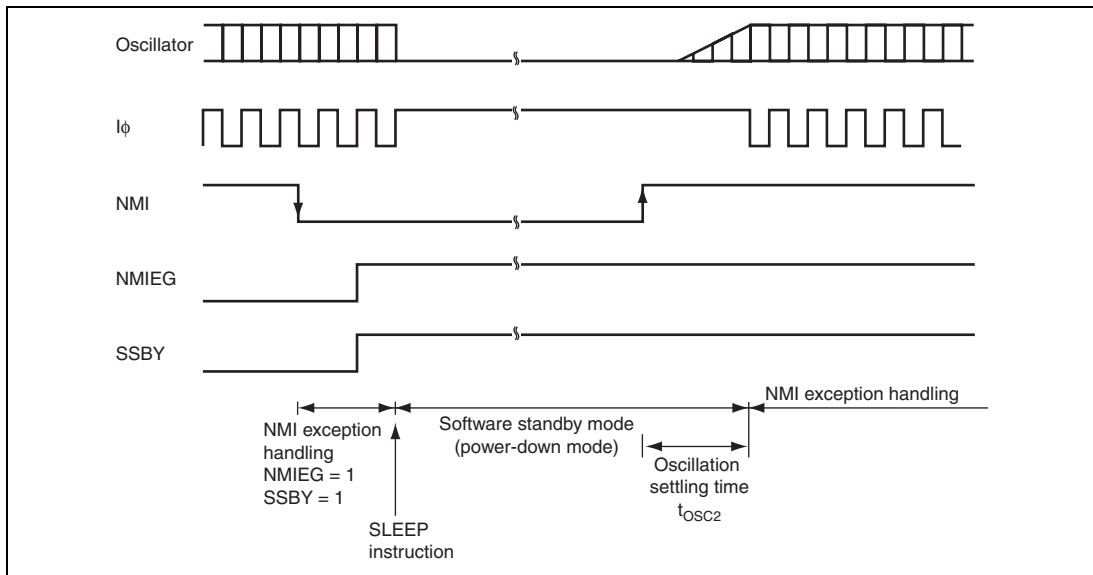 Oscillator
Iφ
NMI
NMIEG
SSBY
NMI exception handling
NMI exception
handling
NMIEG = 1
SSBY = 1
Software standby mode
(power-down mode)
Oscillation
settling time
tOSC2
SLEEP
instruction